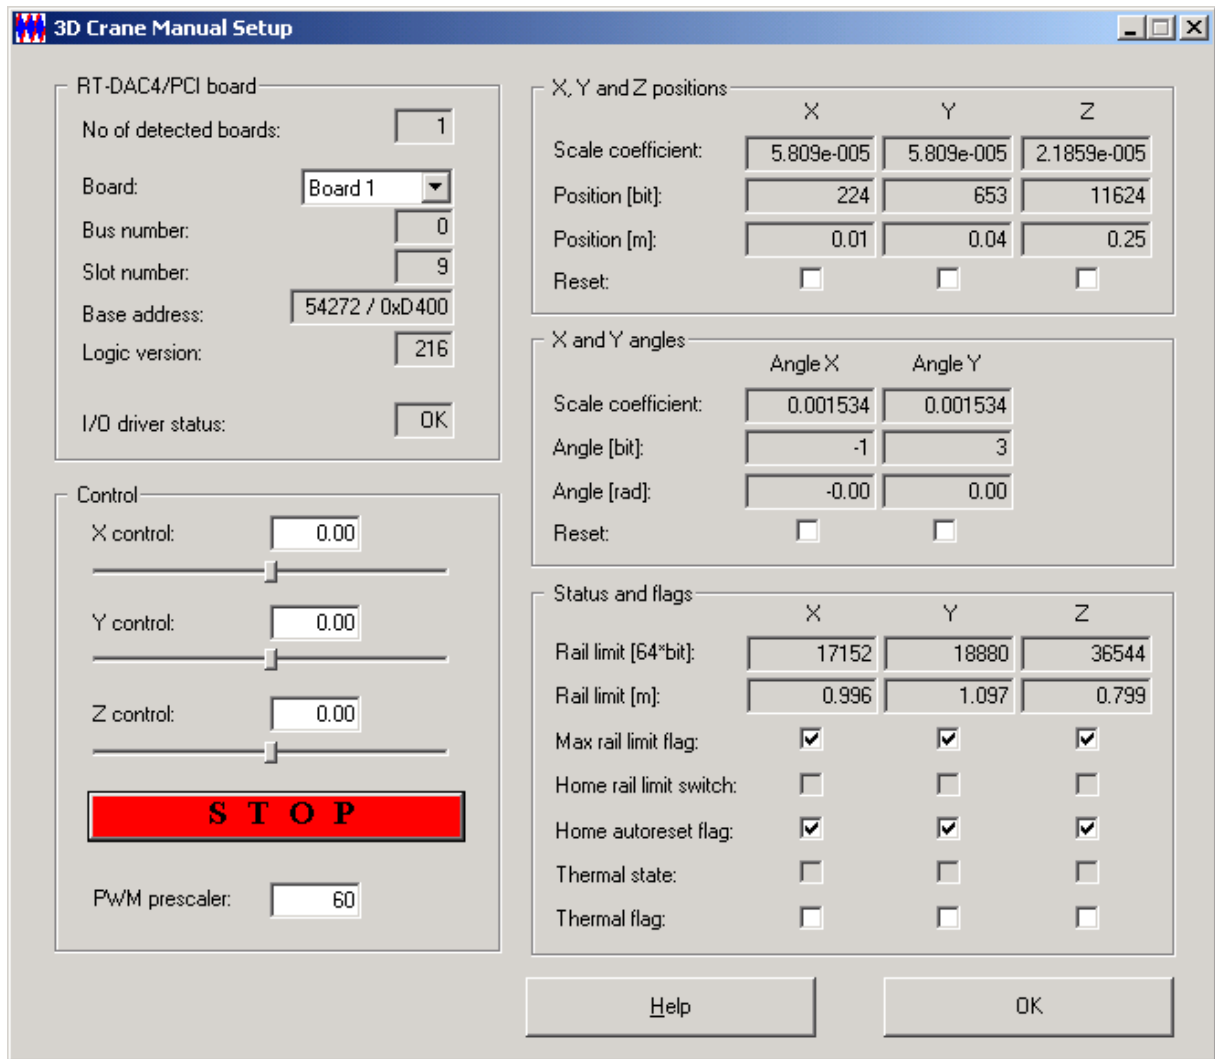 3D Crane Manual Setup
RT-DAC4/PCI board
No of detected boards: 1
Board: Board 1
Bus number: 0
Slot number: 9
Base address: 54272 / 0xD400
Logic version: 216
I/O driver status: OK
Control
X control: 0.00
Y control: 0.00
Z control: 0.00
S T O P
PWM prescaler: 60
X, Y and Z positions
X Y Z
Scale coefficient: 5.809e-005 5.809e-005 2.1859e-005
Position [bit]: 224 653 11624
Position [m]: 0.01 0.04 0.25
Reset:
X and Y angles
Angle X Angle Y
Scale coefficient: 0.001534 0.001534
Angle [bit]: -1 3
Angle [rad]: -0.00 0.00
Reset:
Status and flags
X Y Z
Rail limit [64*bit]: 17152 18880 36544
Rail limit [m]: 0.996 1.097 0.799
Max rail limit flag:
Home rail limit switch:
Home autoreset flag:
Thermal state:
Thermal flag:
Help OK